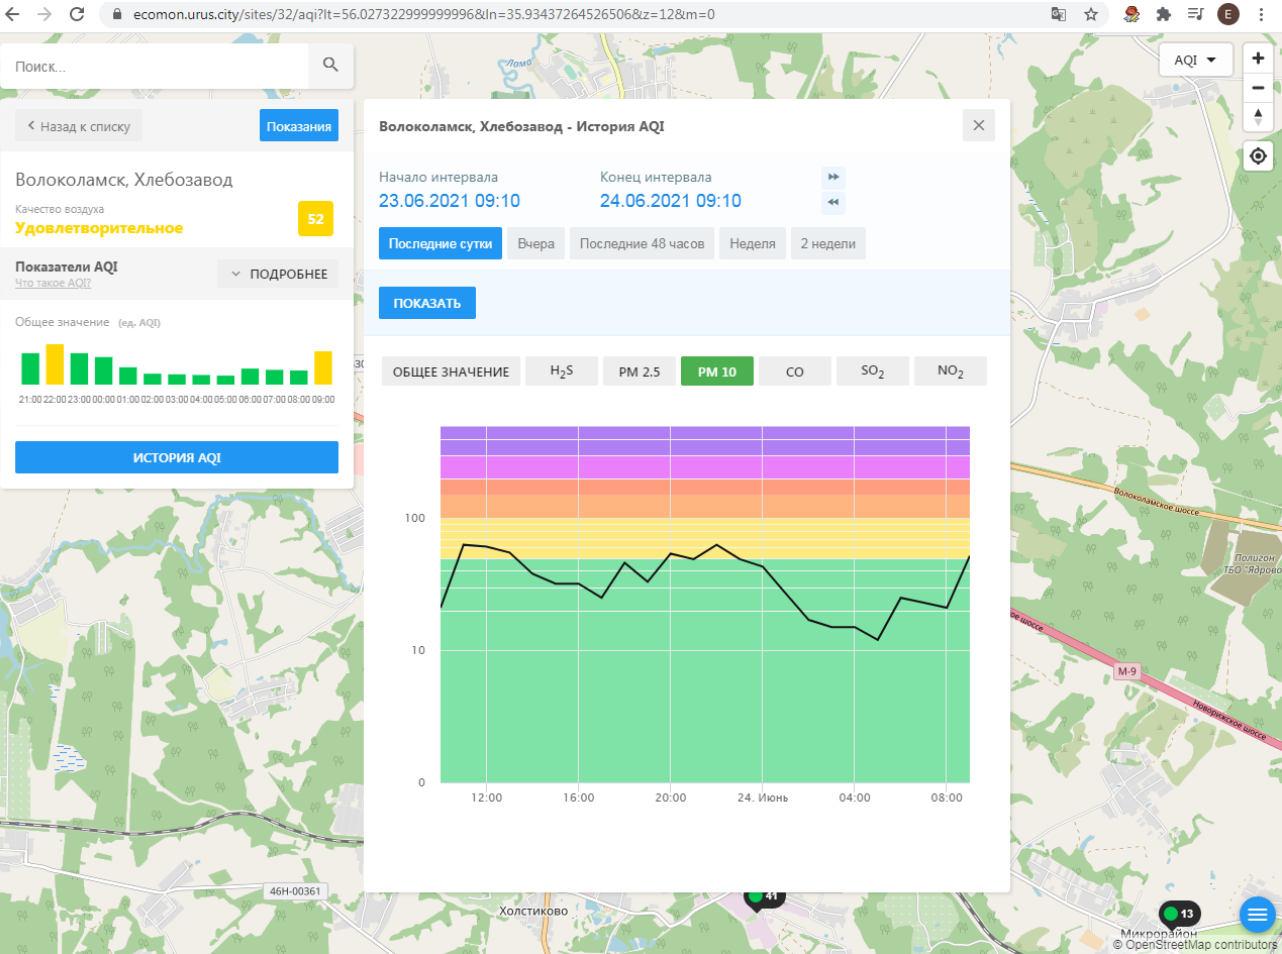 ecomon.urus.city/sites/32/aqi?lt=56.027322999999996&ln=35.93437264526506&z=12&m=0
E
Поиск...
AQI
Назад к списку
Показания
Волоколамск, Хлебозавод
Качество воздуха
Удовлетворительное
52
Показатели AQI
Что такое AQI?
ПОДРОБНЕЕ
Общее значение (ед. AQI)
21:00 22:00 23:00 00:00 01:00 02:00 03:00 04:00 05:00 06:00 07:00 08:00 09:00
ИСТОРИЯ AQI
Волоколамск, Хлебозавод - История AQI
Начало интервала
Конец интервала
23.06.2021 09:10
24.06.2021 09:10
Последние сутки
Вчера
Последние 48 часов
Неделя
2 недели
ПОКАЗАТЬ
ОБЩЕЕ ЗНАЧЕНИЕ
H2S
PM 2.5
PM 10
CO
SO2
NO2
100
10
0
12:00
16:00
20:00
24. Июнь
04:00
08:00
Лома
Волоколамское шоссе
Полигон
ТБО "Ядрово
ое шоссе
М-9
Новорижское шоссе
46Н-00361
Холстиково
41
13
Микрорайон
© OpenStreetMap contributors